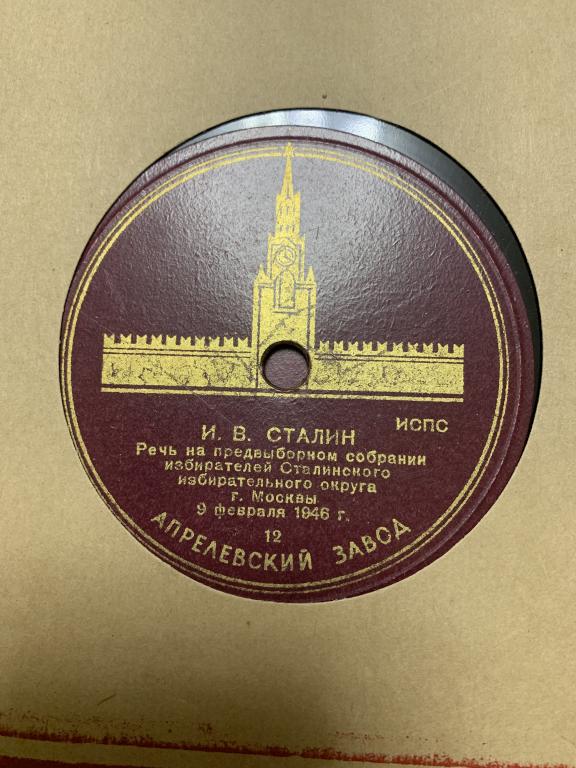 ИСПС
И. В. СТАЛИН
Речь на предвыборном собрании
избирателей Сталинского
избирательного округа
г. Москвы
9 февраля 1946 г.
12
АПРЕЛЕВСКИЙ ЗАВОД